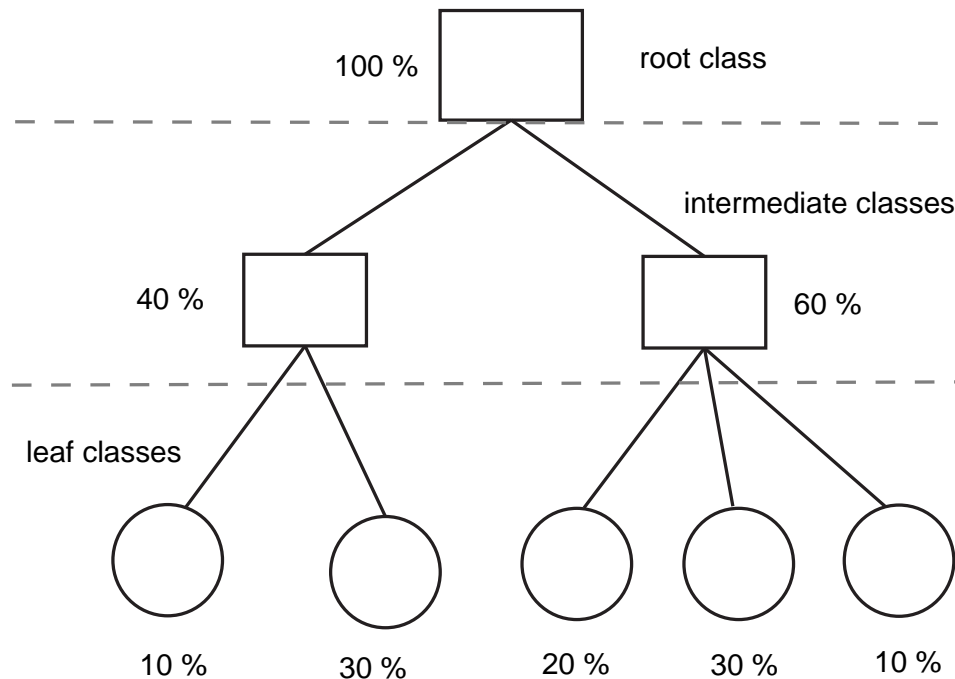 root class
100 %
intermediate classes
40 %
60 %
leaf classes
10 %
30 %
20 %
30 %
10 %